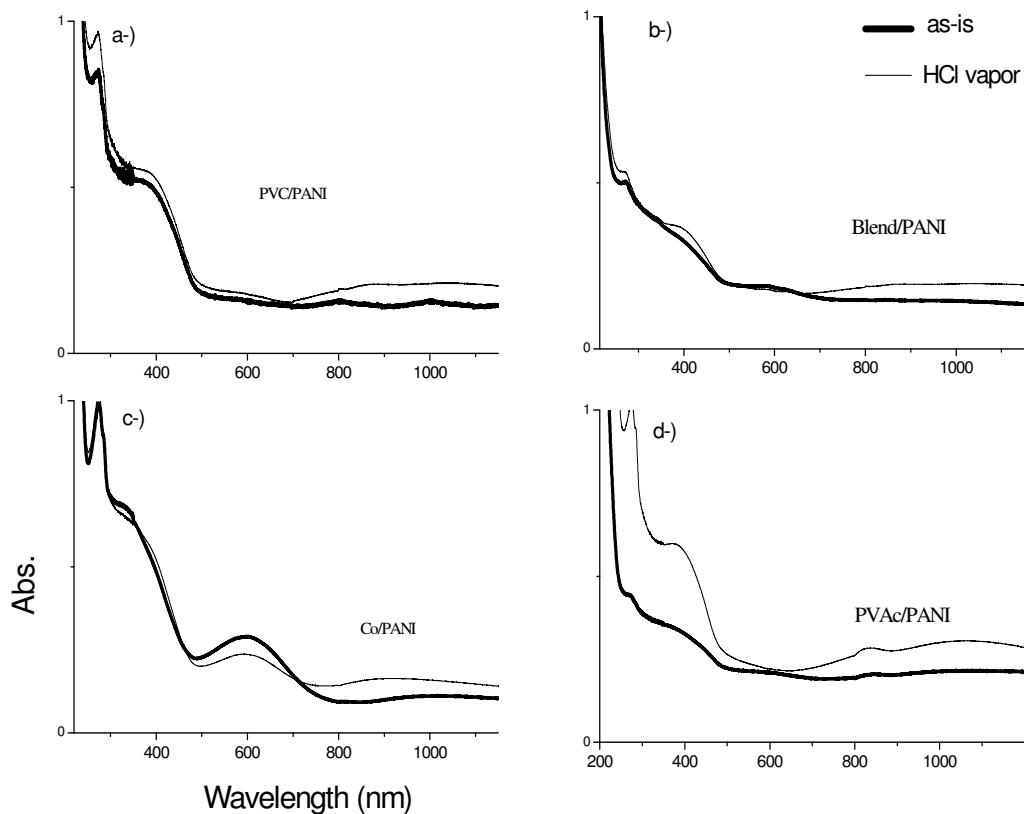 1
a-)
PVC/PANI
0
400
600
800
1000
1
b-)
as-is
HCl vapor
Blend/PANI
0
400
600
800
1000
1
c-)
Co/PANI
0
400
600
800
1000
1
d-)
PVAc/PANI
0
200
400
600
800
1000
Abs.
Wavelength (nm)